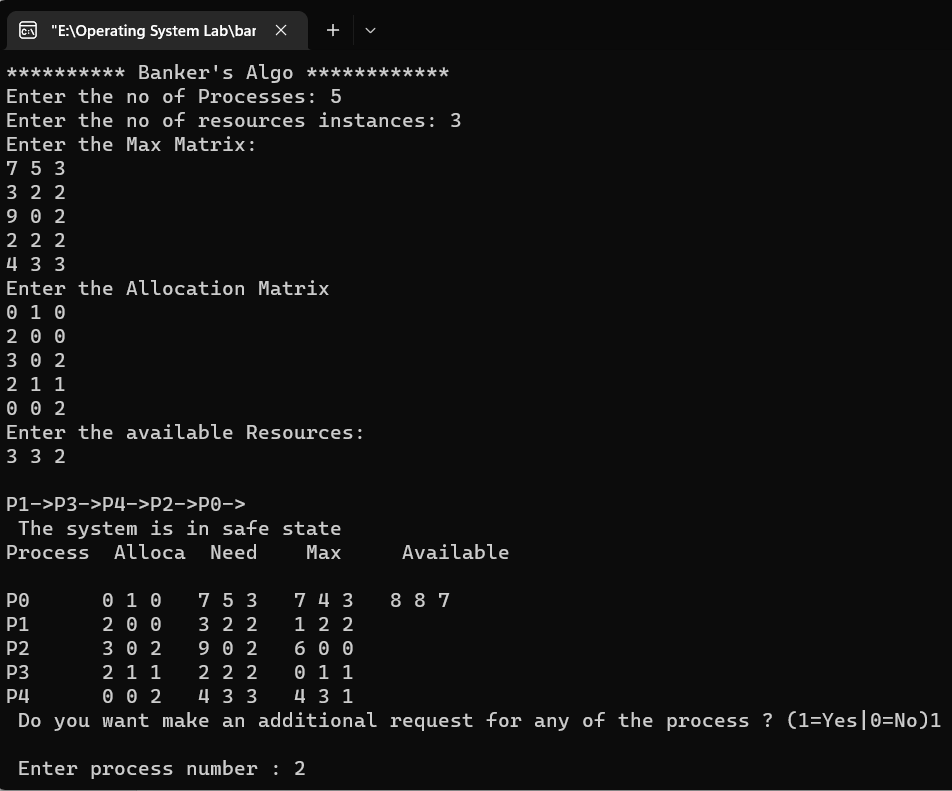 "E:\Operating System Lab\bar
********** Banker's Algo ************
Enter the no of Processes: 5
Enter the no of resources instances: 3
Enter the Max Matrix:
7 5 3
3 2 2
9 0 2
2 2 2
4 3 3
Enter the Allocation Matrix
0 1 0
2 0 0
3 0 2
2 1 1
0 0 2
Enter the available Resources:
3 3 2
P1->P3->P4->P2->P0->
The system is in safe state
Process  Alloca  Need    Max     Available
P0      0 1 0   7 5 3   7 4 3   8 8 7
P1      2 0 0   3 2 2   1 2 2
P2      3 0 2   9 0 2   6 0 0
P3      2 1 1   2 2 2   0 1 1
P4      0 0 2   4 3 3   4 3 1
Do you want make an additional request for any of the process ? (1=Yes|0=No)1
Enter process number : 2